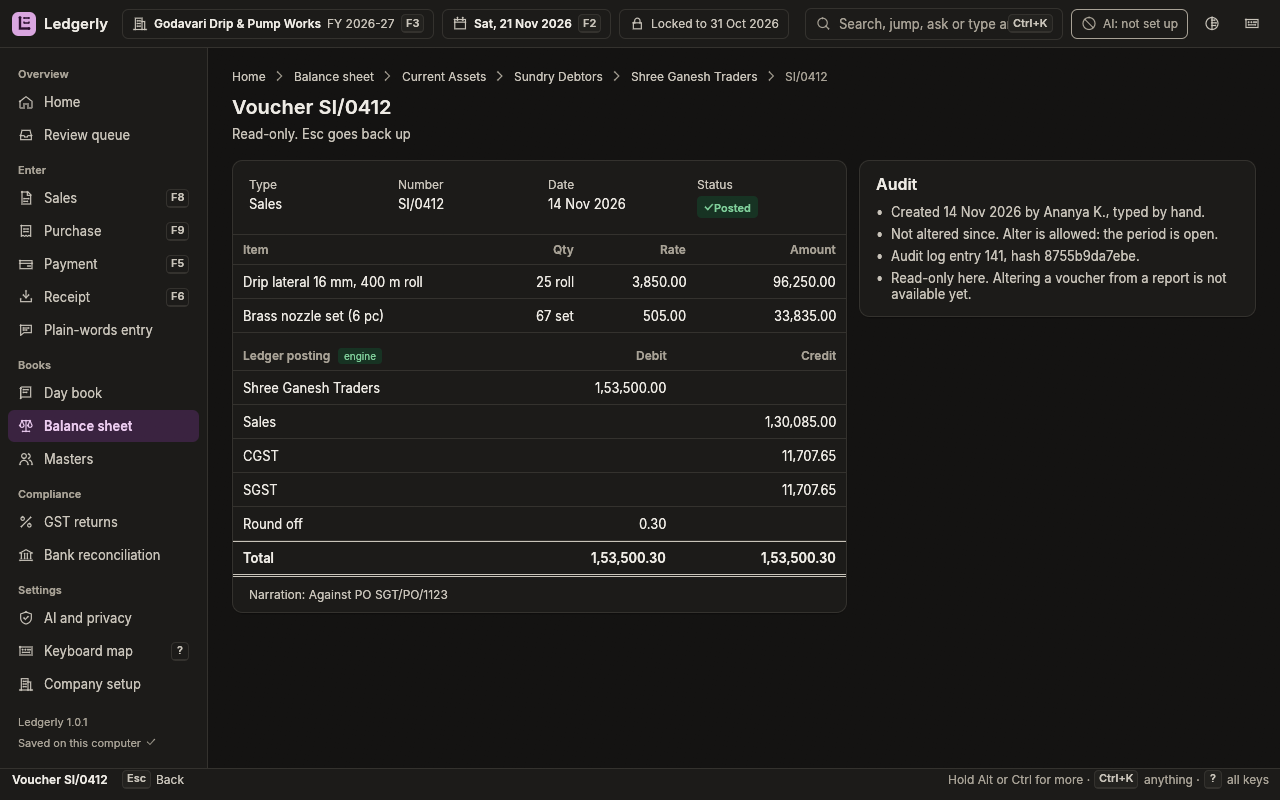 Ledgerly
Godavari Drip & Pump Works FY 2026-27 F3
Sat, 21 Nov 2026 F2
Locked to 31 Oct 2026
Search, jump, ask or type a Ctrl+K
AI: not set up
Overview
Home
Review queue
Enter
Sales F8
Purchase F9
Payment F5
Receipt F6
Plain-words entry
Books
Day book
Balance sheet
Masters
Compliance
GST returns
Bank reconciliation
Settings
AI and privacy
Keyboard map ?
Company setup
Ledgerly 1.0.1
Saved on this computer
Home Balance sheet Current Assets Sundry Debtors Shree Ganesh Traders SI/0412
Voucher SI/0412
Read-only. Esc goes back up
Type Number Date Status
Sales SI/0412 14 Nov 2026 Posted
Item Qty Rate Amount
Drip lateral 16 mm, 400 m roll 25 roll 3,850.00 96,250.00
Brass nozzle set (6 pc) 67 set 505.00 33,835.00
Ledger posting engine Debit Credit
Shree Ganesh Traders 1,53,500.00
Sales 1,30,085.00
CGST 11,707.65
SGST 11,707.65
Round off 0.30
Total 1,53,500.30 1,53,500.30
Narration: Against PO SGT/PO/1123
Audit
• Created 14 Nov 2026 by Ananya K., typed by hand.
• Not altered since. Alter is allowed: the period is open.
• Audit log entry 141, hash 8755b9da7ebe.
• Read-only here. Altering a voucher from a report is not
available yet.
Voucher SI/0412 Esc Back
Hold Alt or Ctrl for more · Ctrl+K anything · ? all keys